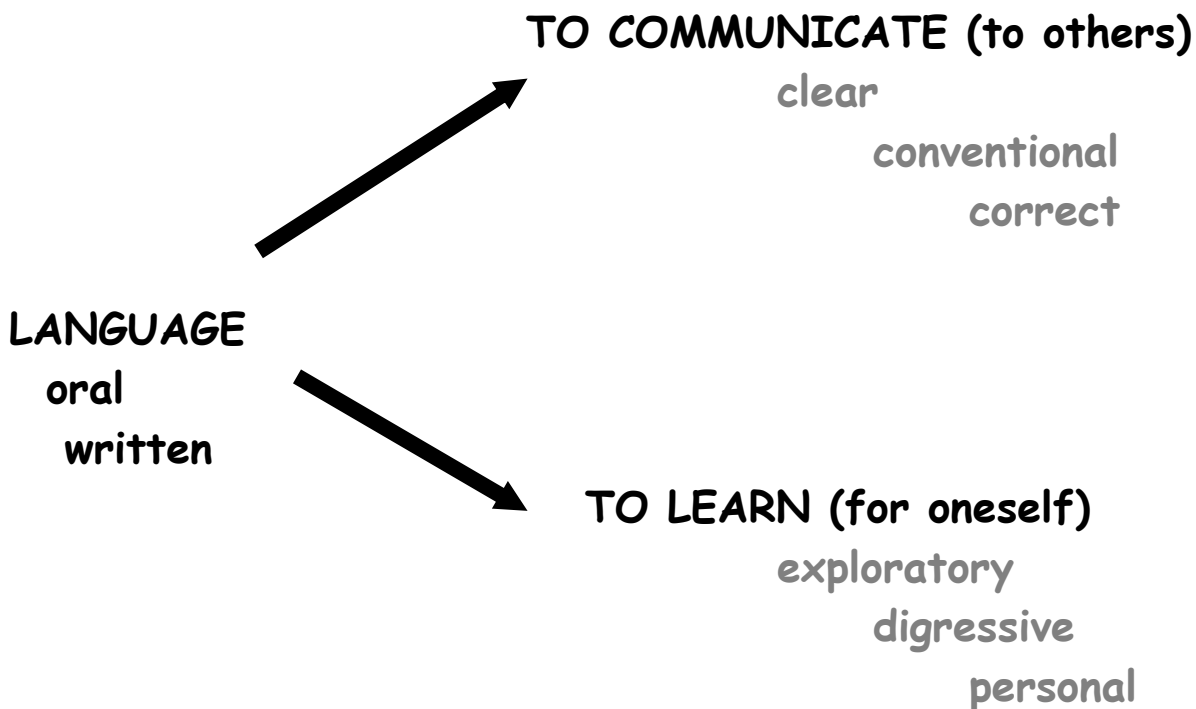 TO COMMUNICATE (to others)
clear
conventional
correct
LANGUAGE
oral
written
TO LEARN (for oneself)
exploratory
digressive
personal